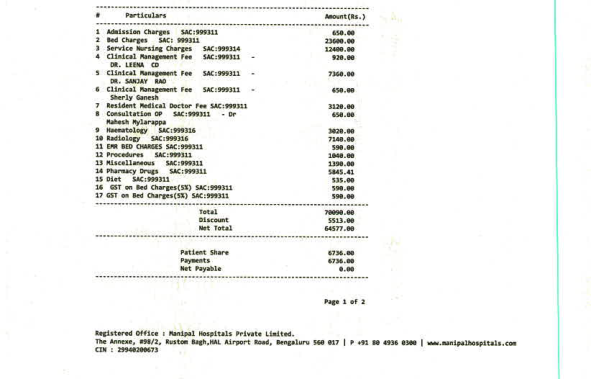 # Particulars Amount(Rs.)
1 Admission Charges SAC:999311 650.00
2 Bed Charges SAC: 999311 23600.00
3 Service Nursing Charges SAC:999314 12400.00
4 Clinical Management Fee SAC:999311 - 920.00
DR. LEENA CD
5 Clinical Management Fee SAC:999311 - 7360.00
DR. SANJAY RAO
6 Clinical Management Fee SAC:999311 - 650.00
Sherly Ganesh
7 Resident Medical Doctor Fee SAC:999311 3120.00
8 Consultation OP SAC:999311 - Dr 650.00
Mahesh Mylarappa
9 Haematology SAC:999316 3020.00
10 Radiology SAC:999316 7140.00
11 EMR BED CHARGES SAC:999311 590.00
12 Procedures SAC:999311 1040.00
13 Miscellaneous SAC:999311 1390.00
14 Pharmacy Drugs SAC:999311 5845.41
15 Diet SAC:999311 535.00
16 GST on Bed Charges(5%) SAC:999311 590.00
17 GST on Bed Charges(5%) SAC:999311 590.00
Total 70090.00
Discount 5513.00
Net Total 64577.00
Patient Share 6736.00
Payments 6736.00
Net Payable 0.00
Page 1 of 2
Registered Office : Manipal Hospitals Private Limited.
The Annexe, #98/2, Rustom Bagh,HAL Airport Road, Bengaluru 560 017 | P +91 80 4936 0300 | www.manipalhospitals.com
CIN : 29940200673